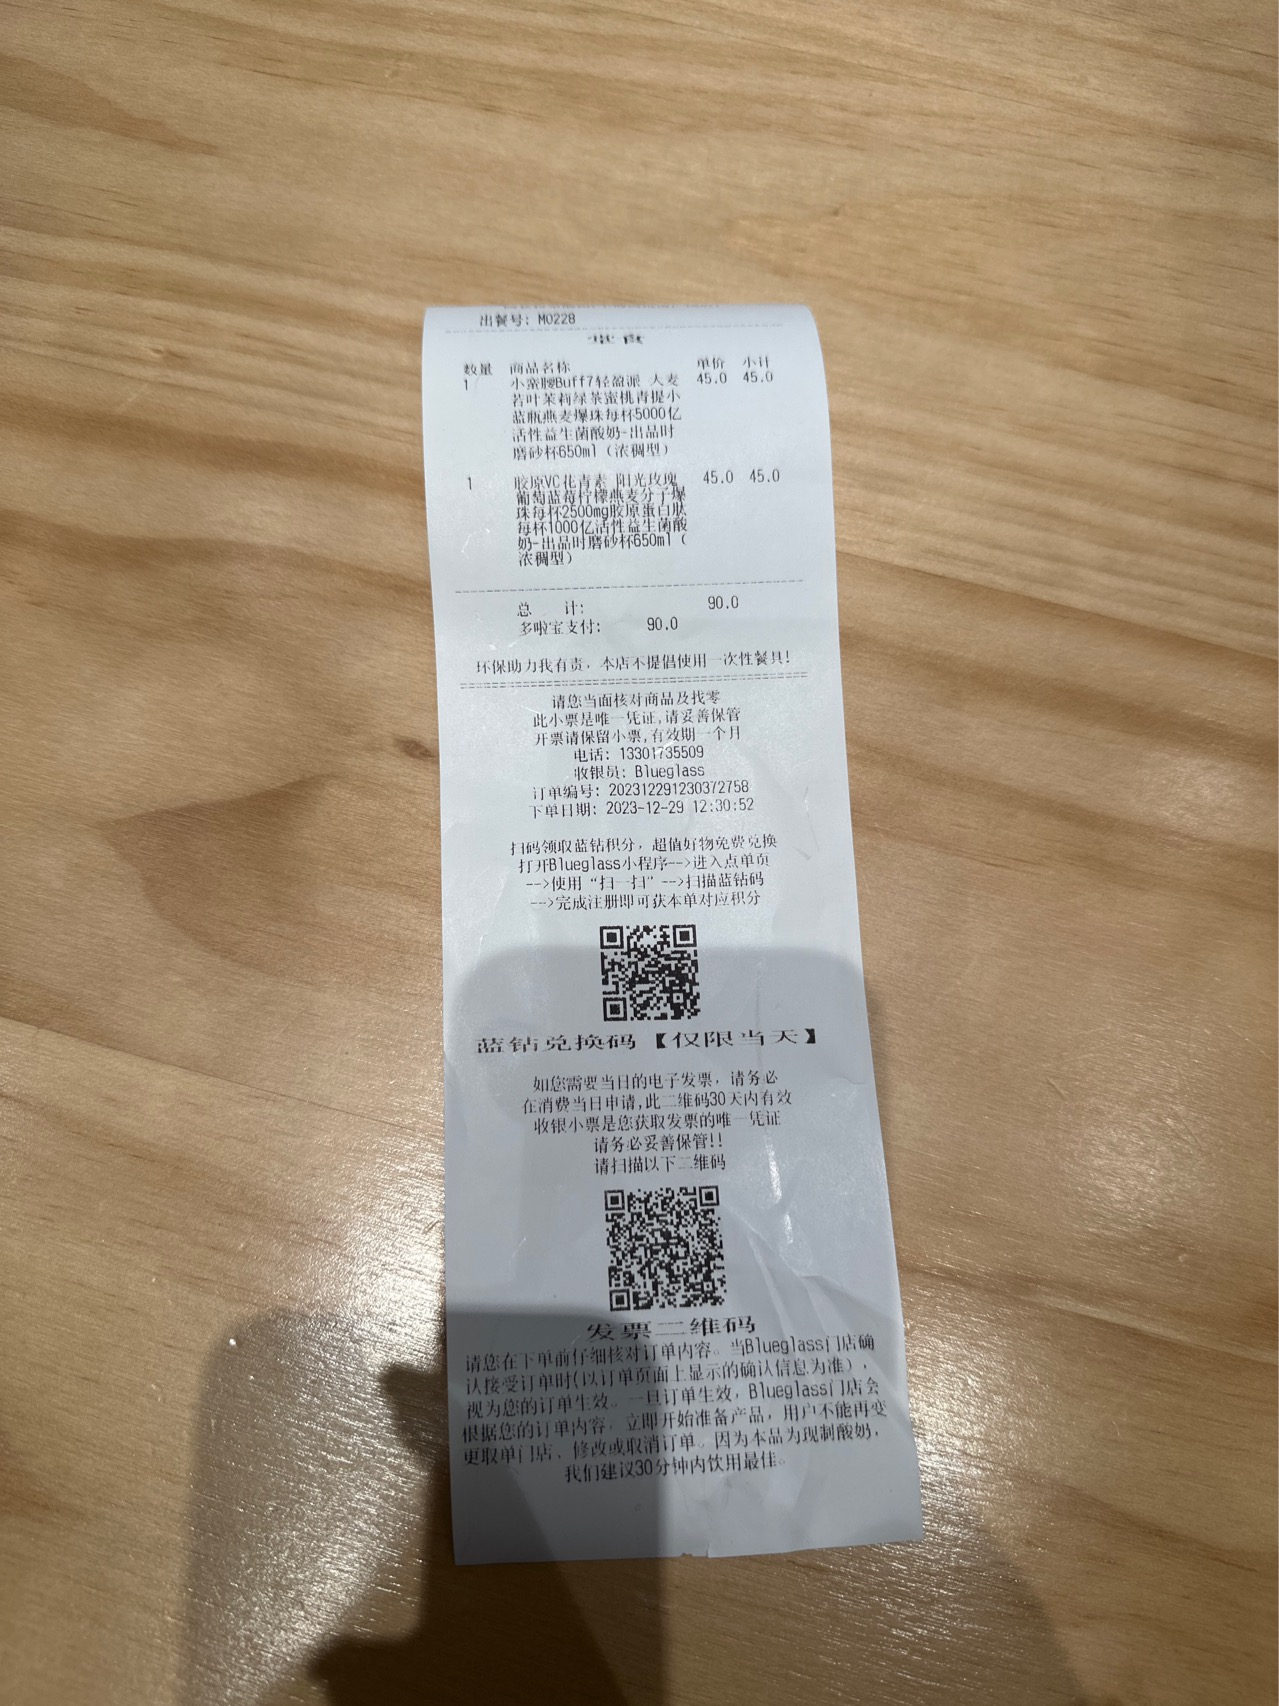 出餐号: M0228
堂食
数量 商品名称 单价 小计
1 小蛮腰Buff7轻盈派 大麦 45.0 45.0
若叶茉莉绿茶蜜桃青提小
蓝瓶燕麦爆珠每杯5000亿
活性益生菌酸奶-出品时
磨砂杯650ml（浓稠型）
1 胶原VC花青素 阳光玫瑰 45.0 45.0
葡萄蓝莓柠檬燕麦分子爆
珠每杯2500mg胶原蛋白肽
每杯1000亿活性益生菌酸
奶-出品时磨砂杯650ml（
浓稠型）
总 计: 90.0
多啦宝支付: 90.0
环保助力我有责，本店不提倡使用一次性餐具!
请您当面核对商品及找零
此小票是唯一凭证,请妥善保管
开票请保留小票,有效期一个月
电话: 13301735509
收银员: Blueglass
订单编号: 202312291230372758
下单日期: 2023-12-29 12:30:52
扫码领取蓝钻积分，超值好物免费兑换
打开Blueglass小程序-->进入点单页
-->使用“扫一扫”-->扫描蓝钻码
-->完成注册即可获本单对应积分
蓝钻兑换码【仅限当天】
如您需要当日的电子发票，请务必
在消费当日申请,此二维码30天内有效
收银小票是您获取发票的唯一凭证
请务必妥善保管!!
请扫描以下二维码
发票二维码
请您在下单前仔细核对订单内容。当Blueglass门店确
认接受订单时(以订单页面上显示的确认信息为准)，
视为您的订单生效。一旦订单生效，Blueglass门店会
根据您的订单内容，立即开始准备产品，用户不能再变
更取单门店、修改或取消订单。因为本品为现制酸奶，
我们建议30分钟内饮用最佳。